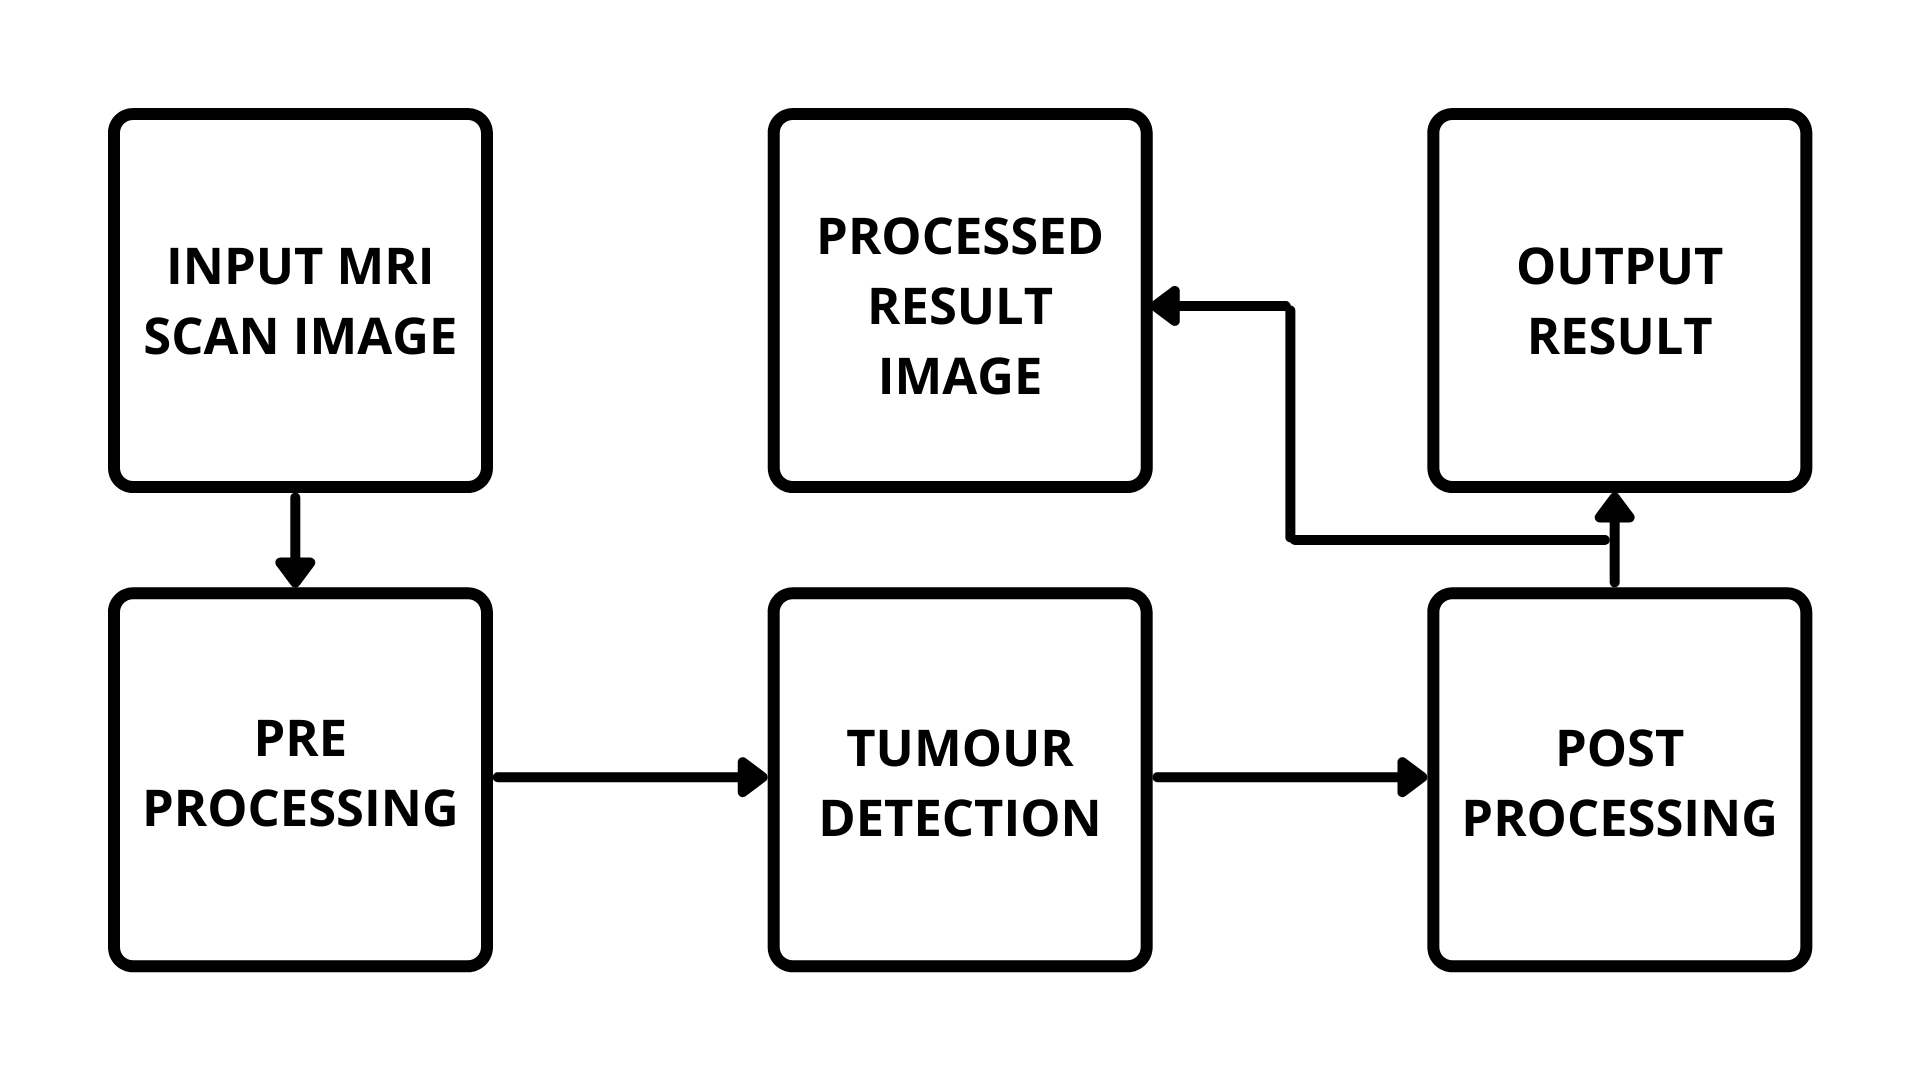 INPUT MRI
SCAN IMAGE
PROCESSED
RESULT
IMAGE
OUTPUT
RESULT
PRE
PROCESSING
TUMOUR
DETECTION
POST
PROCESSING